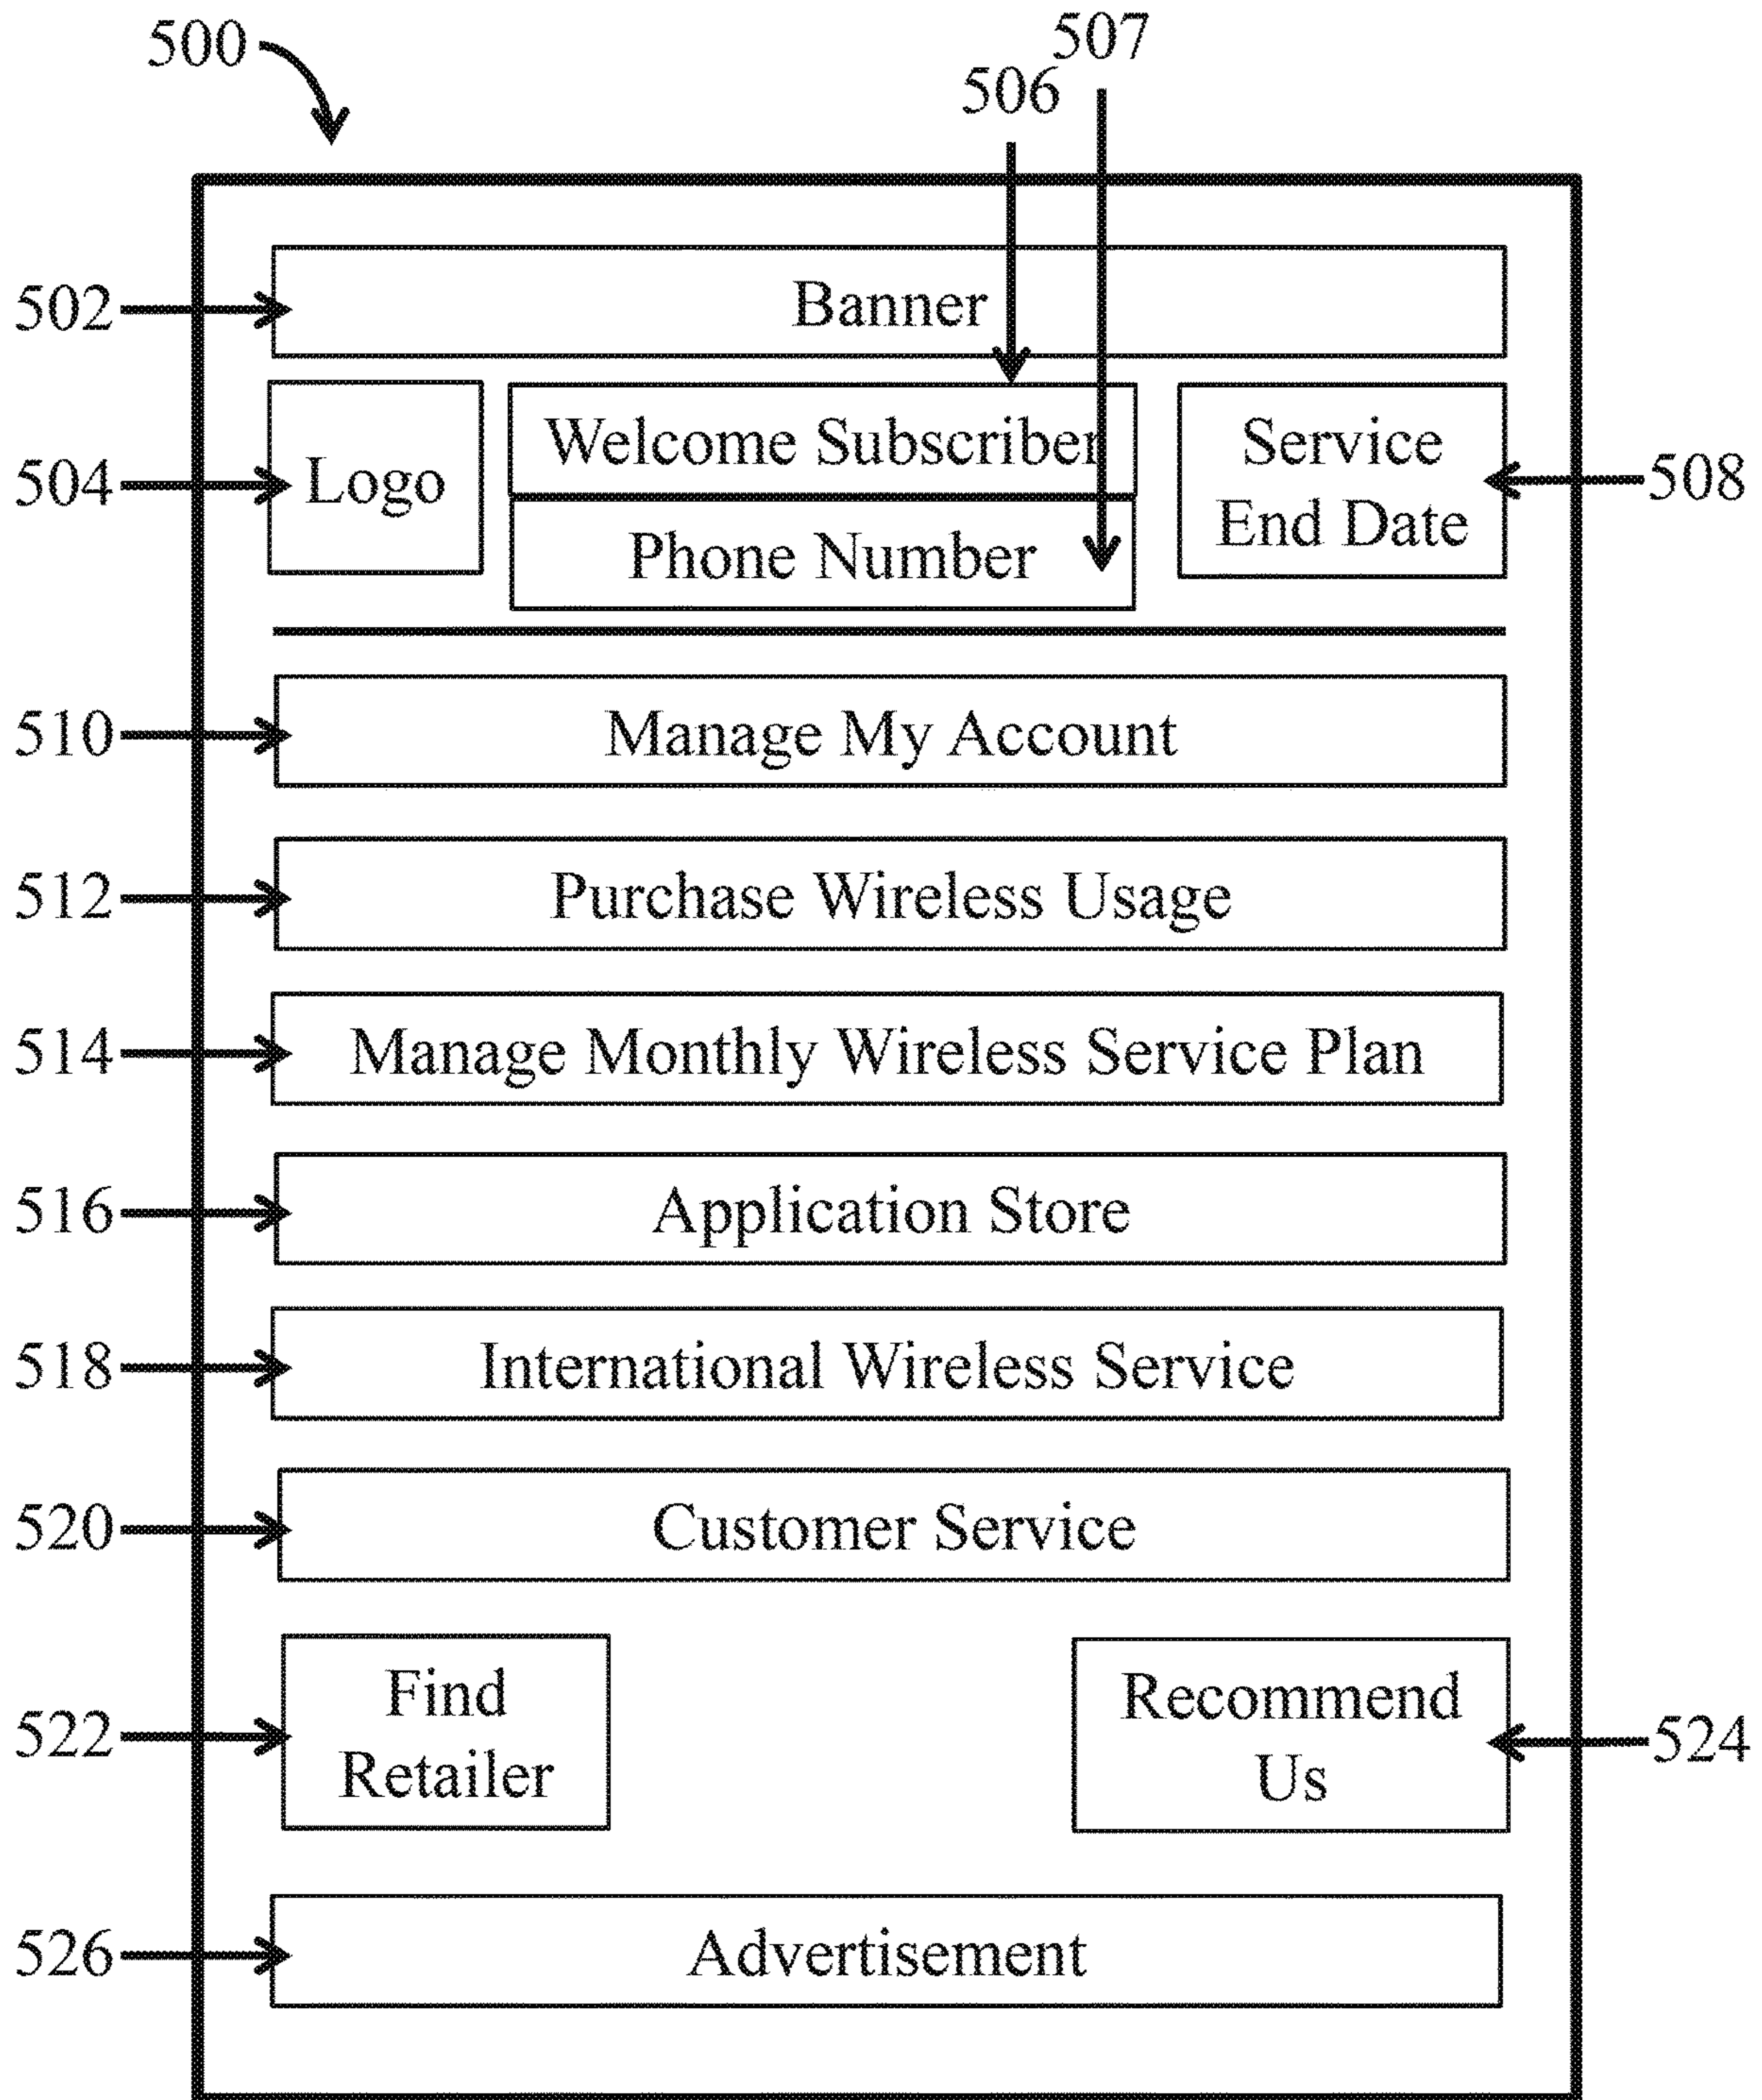 500
507
506
502
Banner
504
Logo
Welcome Subscriber
Phone Number
Service
End Date
508
510
Manage My Account
512
Purchase Wireless Usage
514
Manage Monthly Wireless Service Plan
516
Application Store
518
International Wireless Service
520
Customer Service
522
Find
Retailer
Recommend
Us
524
526
Advertisement